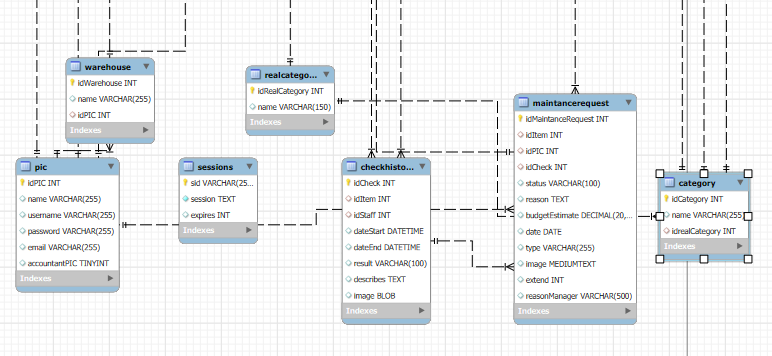 warehouse
idWarehouse INT
name VARCHAR(255)
idPIC INT
Indexes
realcatego...
idRealCategory INT
name VARCHAR(150)
Indexes
maintancerequest
idMaintanceRequest INT
idItem INT
idPIC INT
idCheck INT
status VARCHAR(100)
reason TEXT
budgetEstimate DECIMAL(20,...
date DATE
type VARCHAR(255)
image MEDIUMTEXT
extend INT
reasonManager VARCHAR(500)
Indexes
pic
idPIC INT
name VARCHAR(255)
username VARCHAR(255)
password VARCHAR(255)
email VARCHAR(255)
accountantPIC TINYINT
Indexes
sessions
sid VARCHAR(25...
session TEXT
expires INT
Indexes
checkhisto...
idCheck INT
idItem INT
idStaff INT
dateStart DATETIME
dateEnd DATETIME
result VARCHAR(100)
describes TEXT
image BLOB
Indexes
category
idCategory INT
name VARCHAR(255)
idrealCategory INT
Indexes